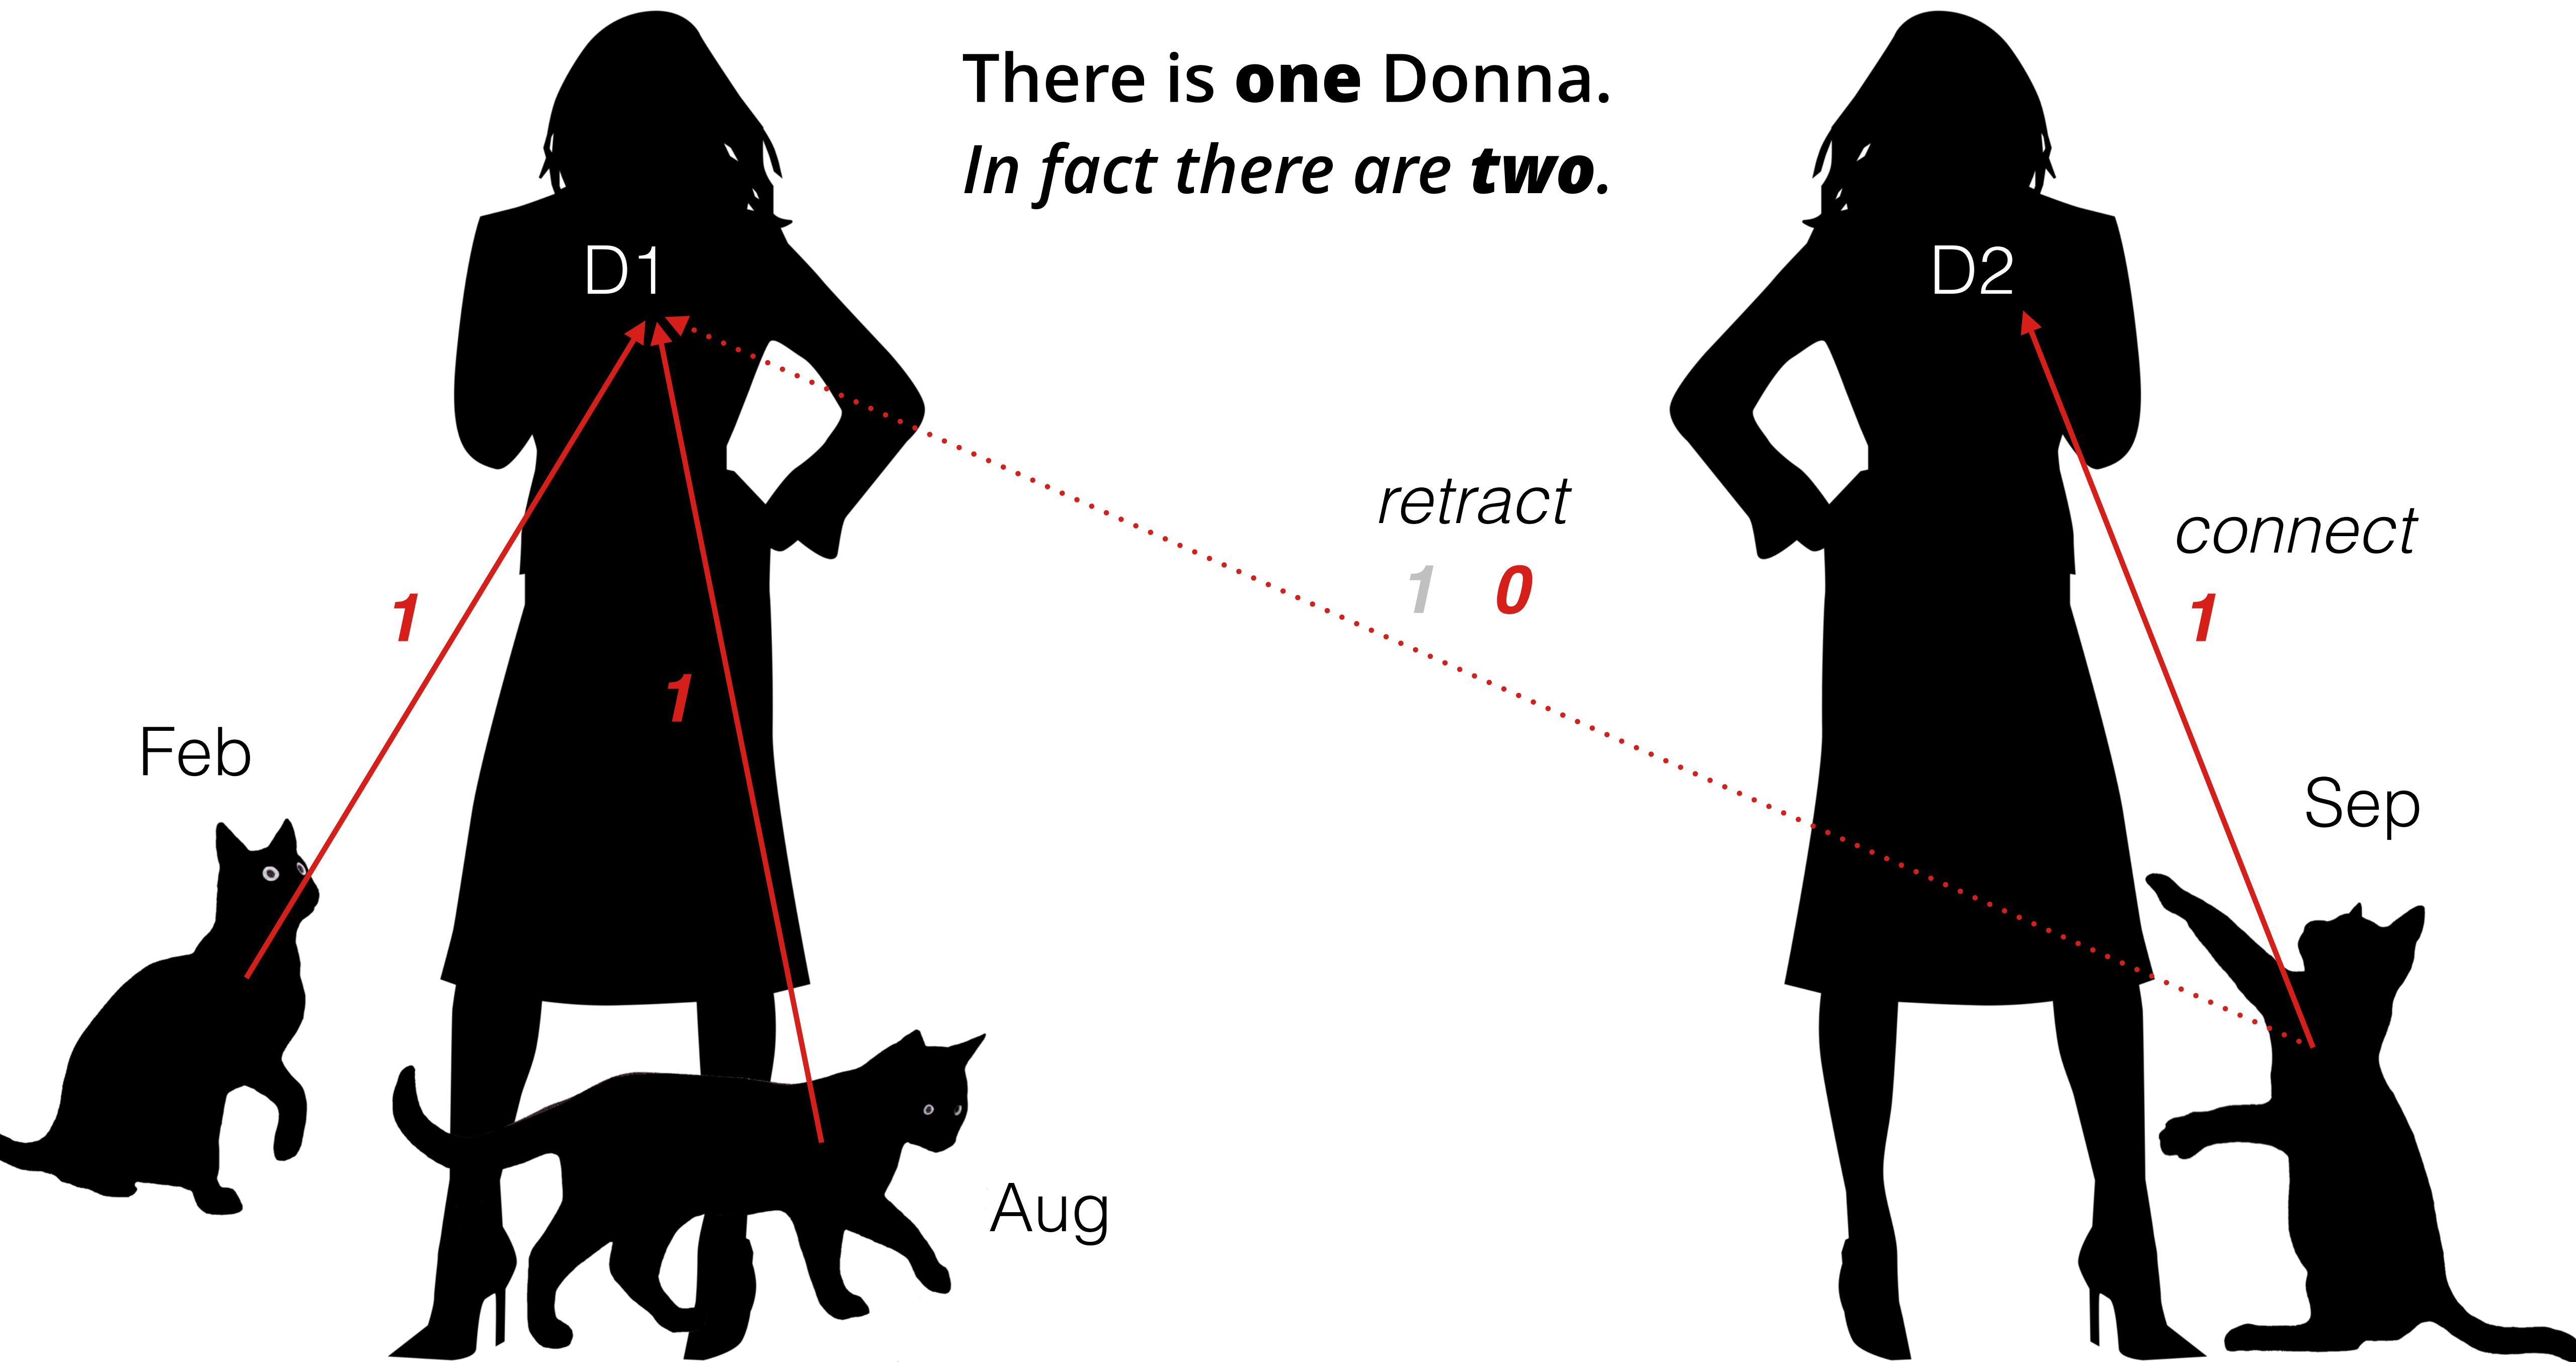 There is one Donna.
In fact there are two.
D1
D2
retract
1 0
connect
1
1
1
Feb
Sep
Aug